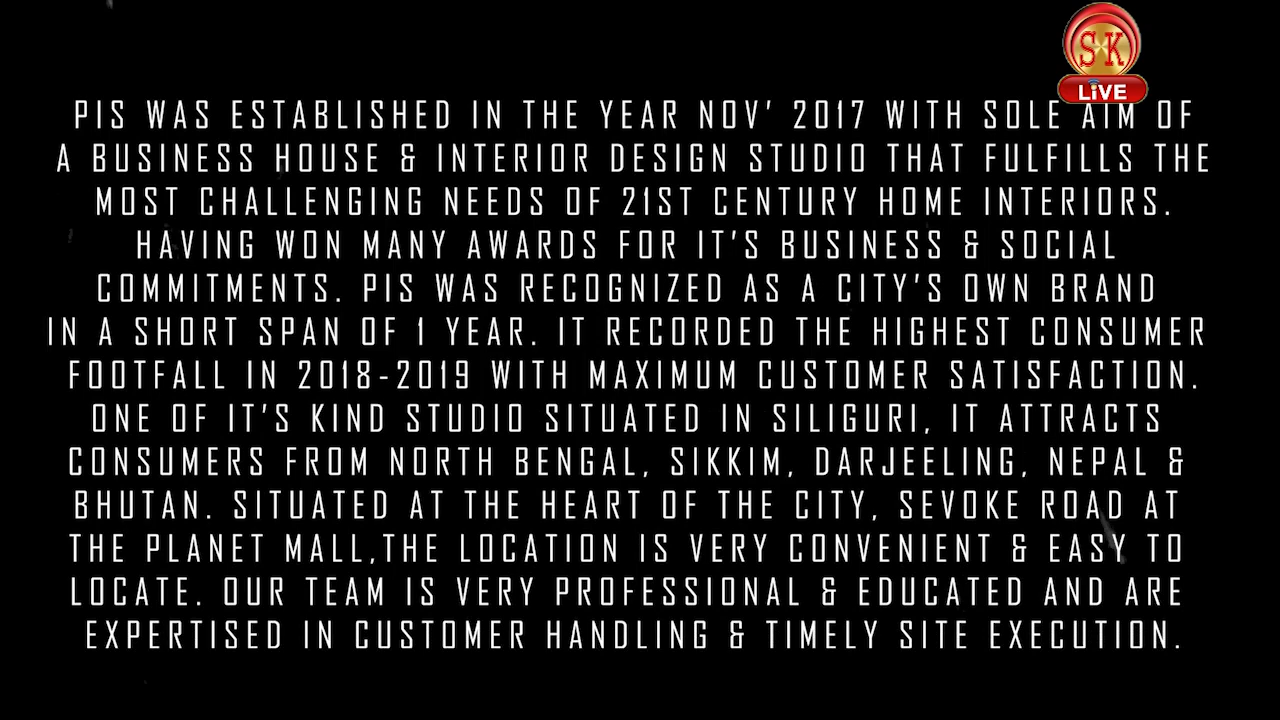 SK
LiVE
PIS WAS ESTABLISHED IN THE YEAR NOV' 2017 WITH SOLE AIM OF
A BUSINESS HOUSE & INTERIOR DESIGN STUDIO THAT FULFILLS THE
MOST CHALLENGING NEEDS OF 21ST CENTURY HOME INTERIORS.
HAVING WON MANY AWARDS FOR IT'S BUSINESS & SOCIAL
COMMITMENTS. PIS WAS RECOGNIZED AS A CITY'S OWN BRAND
IN A SHORT SPAN OF 1 YEAR. IT RECORDED THE HIGHEST CONSUMER
FOOTFALL IN 2018-2019 WITH MAXIMUM CUSTOMER SATISFACTION.
ONE OF IT'S KIND STUDIO SITUATED IN SILIGURI, IT ATTRACTS
CONSUMERS FROM NORTH BENGAL, SIKKIM, DARJEELING, NEPAL &
BHUTAN. SITUATED AT THE HEART OF THE CITY, SEVOKE ROAD AT
THE PLANET MALL,THE LOCATION IS VERY CONVENIENT & EASY TO
LOCATE. OUR TEAM IS VERY PROFESSIONAL & EDUCATED AND ARE
EXPERTISED IN CUSTOMER HANDLING & TIMELY SITE EXECUTION.